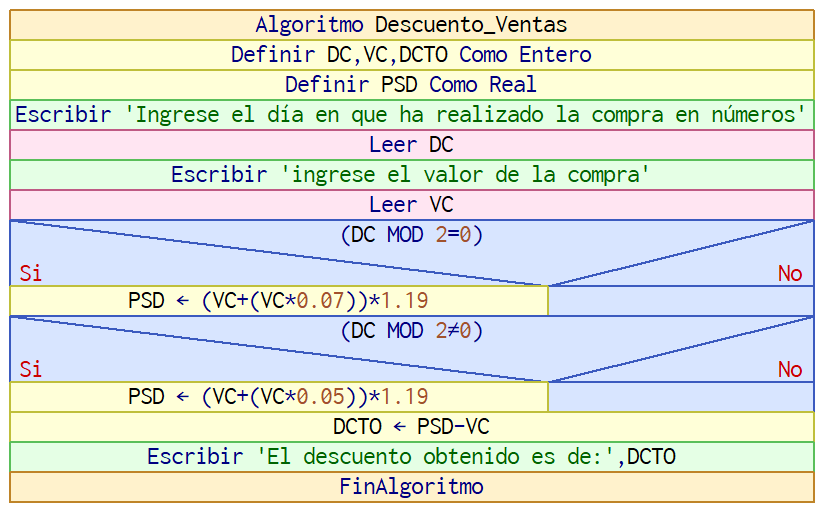 Algoritmo Descuento_Ventas
Definir DC,VC,DCTO Como Entero
Definir PSD Como Real
Escribir 'Ingrese el día en que ha realizado la compra en números'
Leer DC
Escribir 'ingrese el valor de la compra'
Leer VC
(DC MOD 2=0)
Si No
PSD ← (VC+(VC*0.07))*1.19
(DC MOD 2≠0)
Si No
PSD ← (VC+(VC*0.05))*1.19
DCTO ← PSD-VC
Escribir 'El descuento obtenido es de:',DCTO
FinAlgoritmo